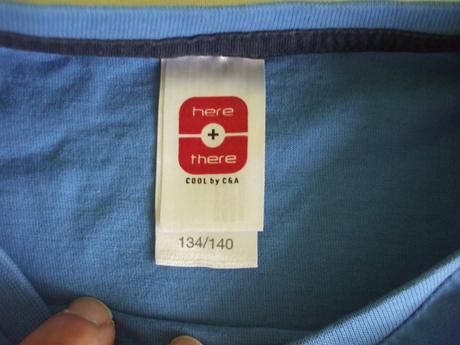 here
+
there
COOL by C&A
134/140